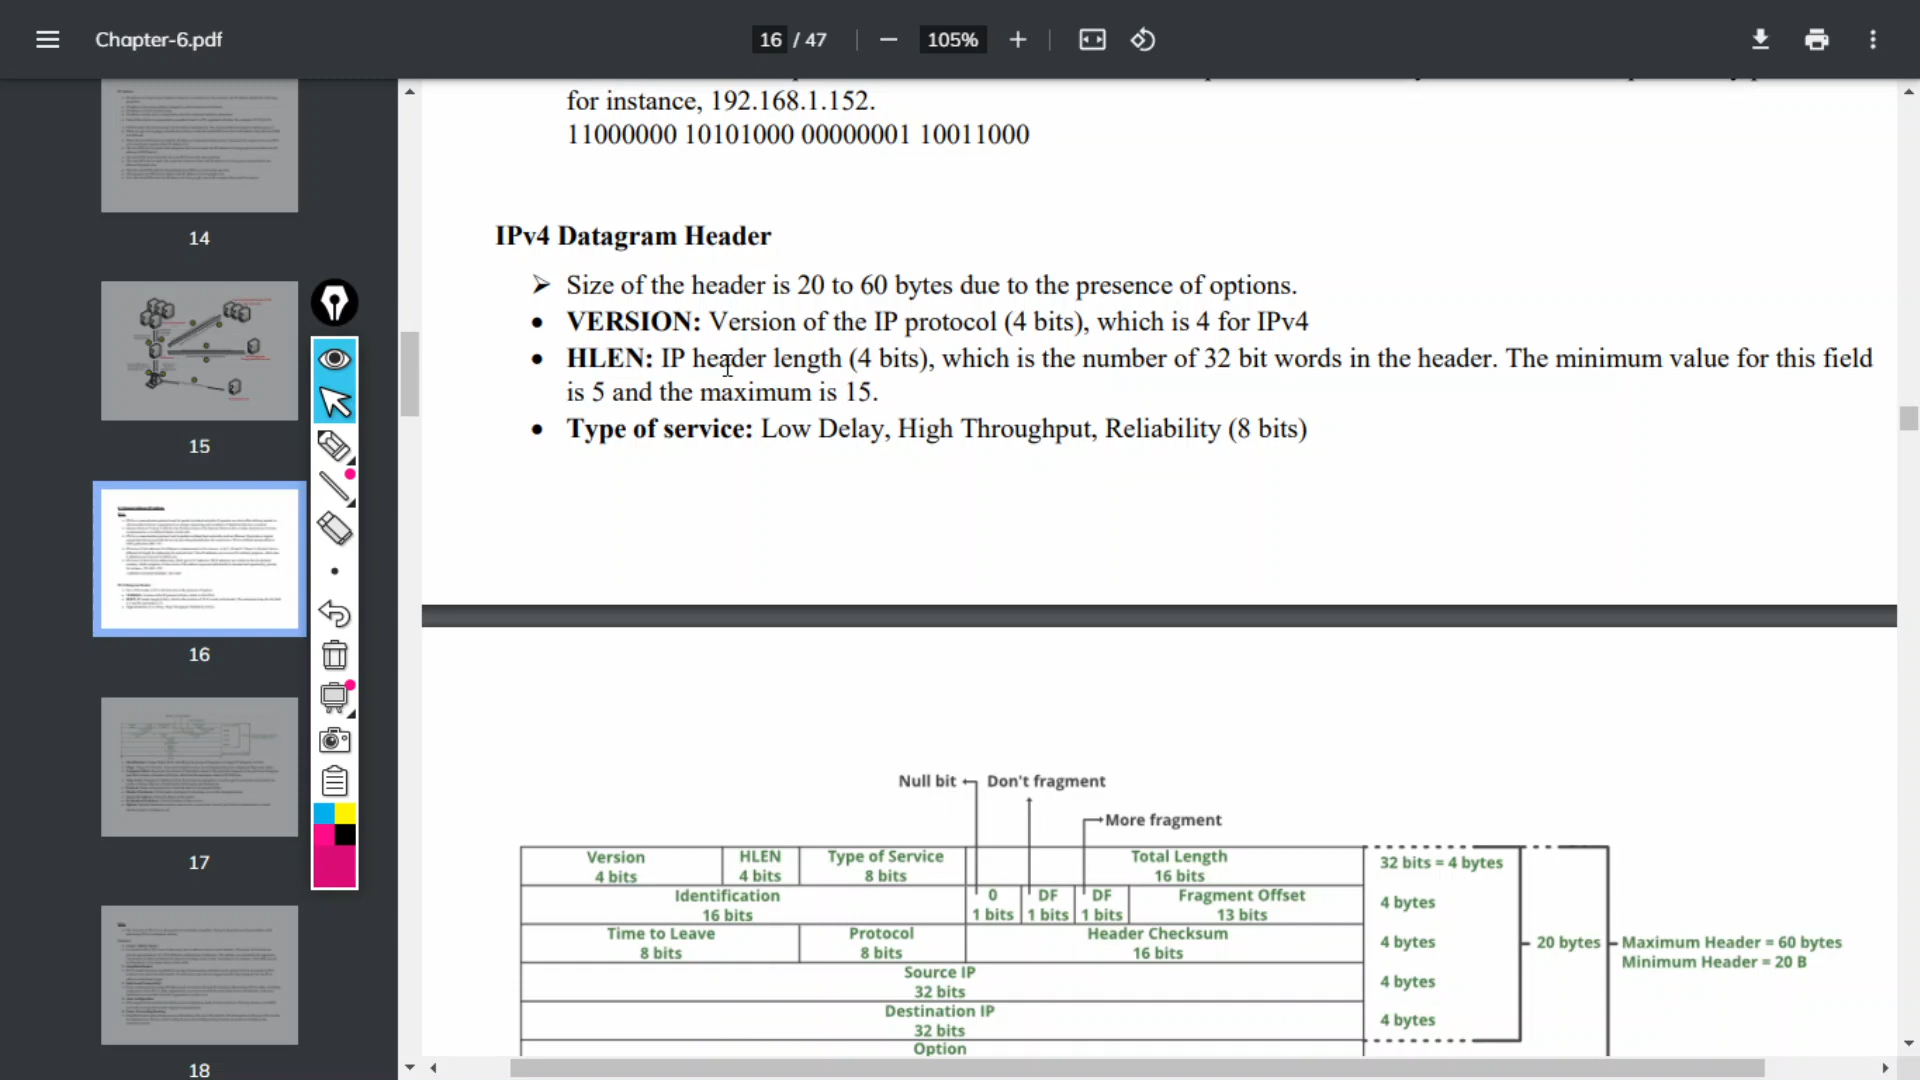 Chapter-6.pdf
16 / 47
105%
for instance, 192.168.1.152.
11000000 10101000 00000001 10011000
IPv4 Datagram Header
➢ Size of the header is 20 to 60 bytes due to the presence of options.
• VERSION: Version of the IP protocol (4 bits), which is 4 for IPv4
• HLEN: IP header length (4 bits), which is the number of 32 bit words in the header. The minimum value for this field
is 5 and the maximum is 15.
• Type of service: Low Delay, High Throughput, Reliability (8 bits)
14
15
16
17
18
Null bit Don't fragment
More fragment
Version HLEN Type of Service Total Length 32 bits = 4 bytes
4 bits 4 bits 8 bits 16 bits
Identification 0 DF DF Fragment Offset 4 bytes
16 bits 1 bits 1 bits 1 bits 13 bits
Time to Leave Protocol Header Checksum 4 bytes 20 bytes Maximum Header = 60 bytes
8 bits 8 bits 16 bits Minimum Header = 20 B
Source IP 4 bytes
32 bits
Destination IP 4 bytes
32 bits
Option